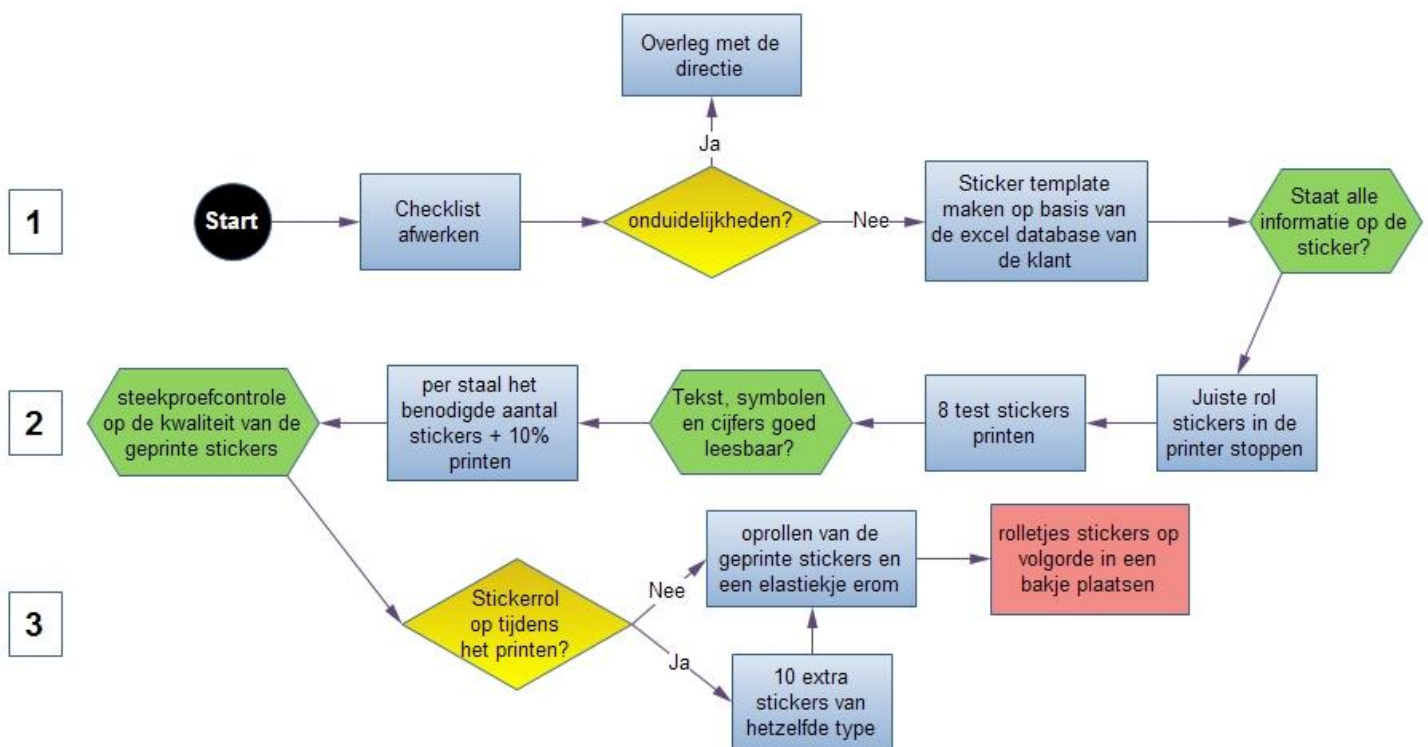 Overleg met de
directie
Ja
1
Start
Checklist
afwerken
onduidelijkheden?
Nee
Sticker template
maken op basis van
de excel database van
de klant
Staat alle
informatie op de
sticker?
2
steekproefcontrole
op de kwaliteit van de
geprinte stickers
per staal het
benodigde aantal
stickers + 10%
printen
Tekst, symbolen
en cijfers goed
leesbaar?
8 test stickers
printen
Juiste rol
stickers in de
printer stoppen
3
Stickerrol
op tijdens
het printen?
Nee
Ja
oprollen van de
geprinte stickers en
een elastiekje erom
rolletjes stickers op
volgorde in een
bakje plaatsen
10 extra
stickers van
hetzelfde type